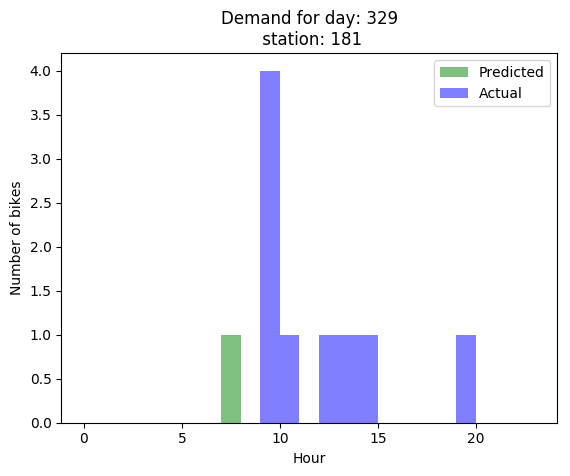 Demand for day: 329
station: 181
Predicted
Actual
Number of bikes
4.0
3.5
3.0
2.5
2.0
1.5
1.0
0.5
0.0
0 5 10 15 20
Hour